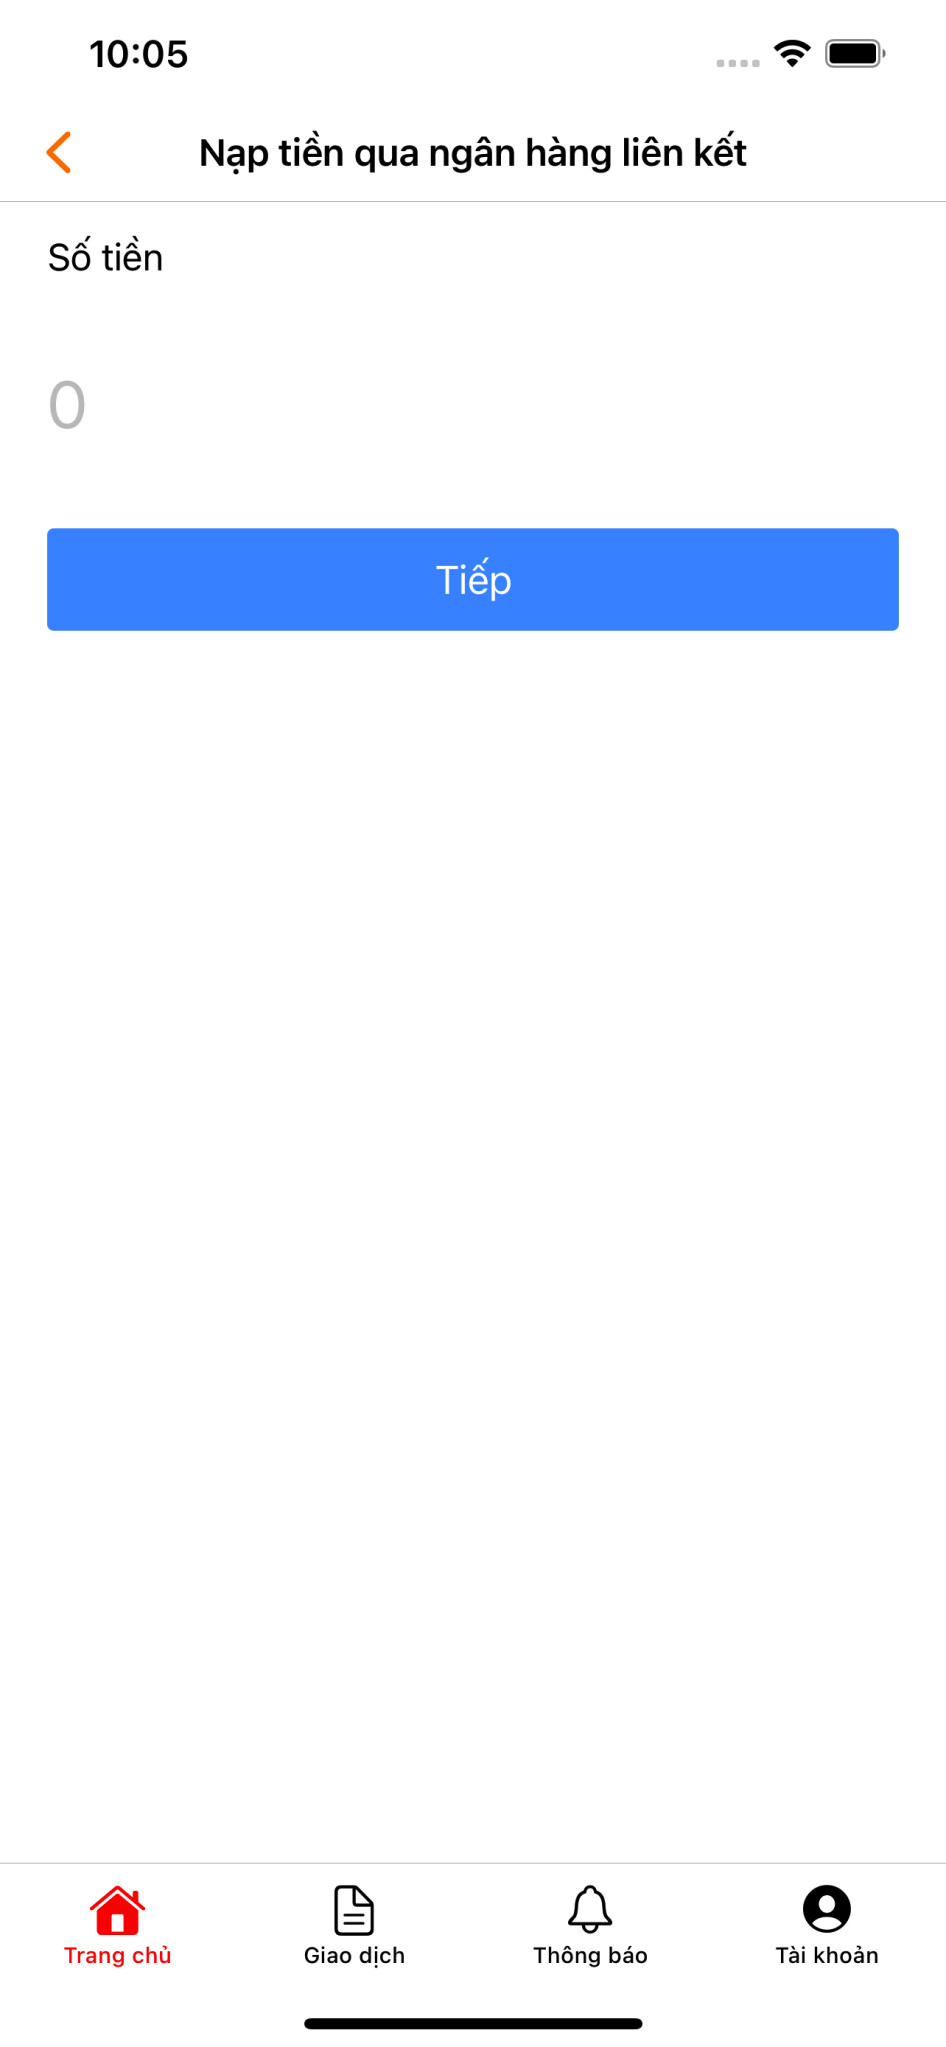 10:05
Nạp tiền qua ngân hàng liên kết
Số tiền
0
Tiếp
Trang chủ
Giao dịch
Thông báo
Tài khoản